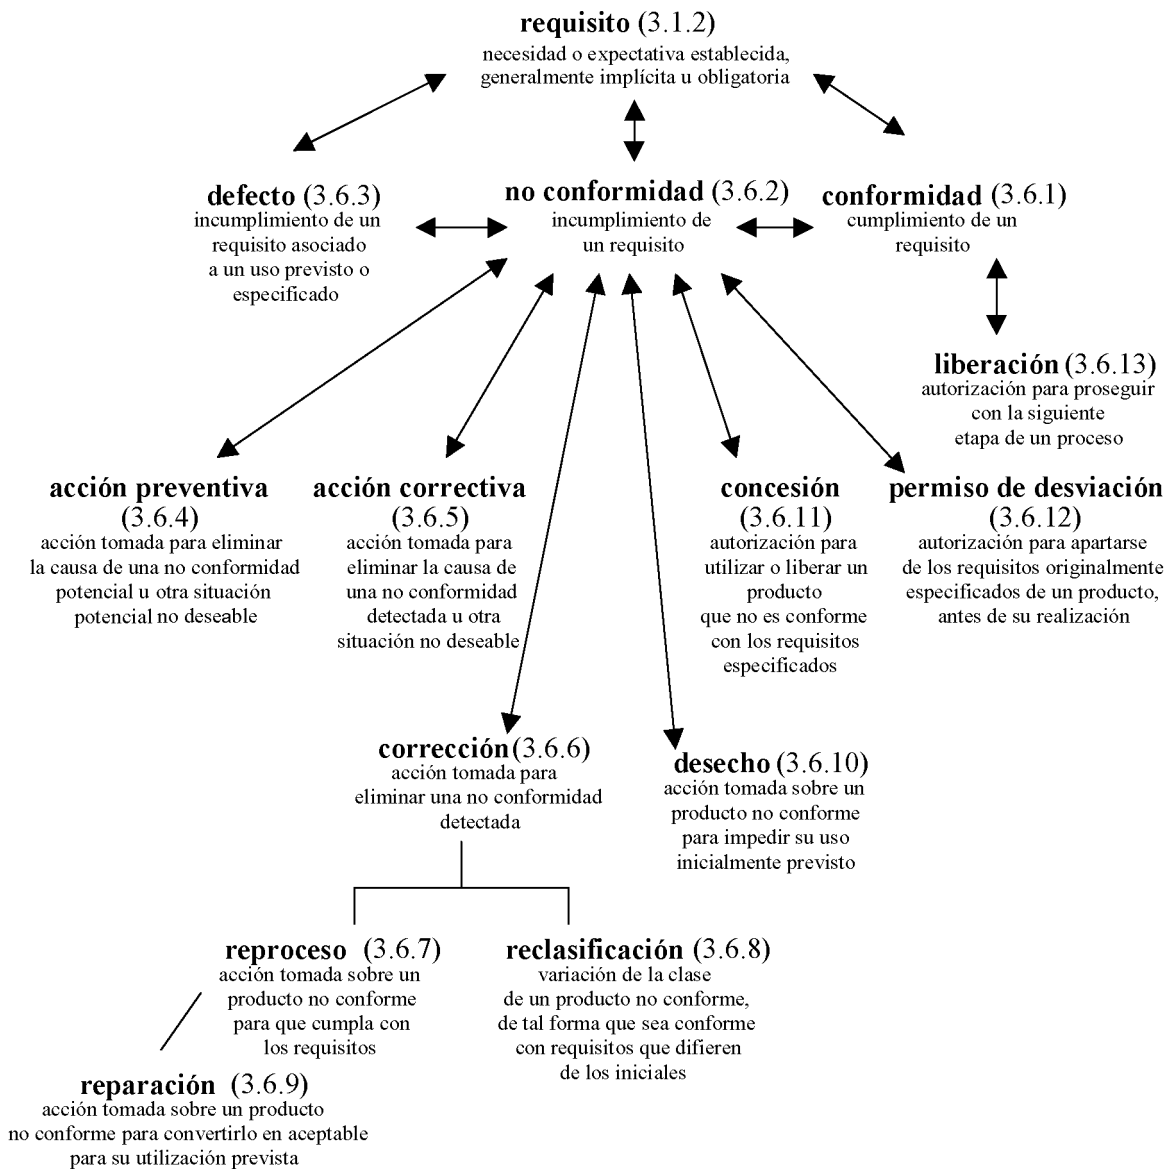 requisito (3.1.2)
necesidad o expectativa establecida,
generalmente implícita u obligatoria
defecto (3.6.3)
incumplimiento de un
requisito asociado
a un uso previsto o
especificado
no conformidad (3.6.2)
incumplimiento de
un requisito
conformidad (3.6.1)
cumplimiento de un
requisito
liberación (3.6.13)
autorización para proseguir
con la siguiente
etapa de un proceso
acción preventiva
(3.6.4)
acción tomada para eliminar
la causa de una no conformidad
potencial u otra situación
potencial no deseable
acción correctiva
(3.6.5)
acción tomada para
eliminar la causa de
una no conformidad
detectada u otra
situación no deseable
concesión
(3.6.11)
autorización para
utilizar o liberar un
producto
que no es conforme
con los requisitos
especificados
permiso de desviación
(3.6.12)
autorización para apartarse
de los requisitos originalmente
especificados de un producto,
antes de su realización
corrección (3.6.6)
acción tomada para
eliminar una no conformidad
detectada
desecho (3.6.10)
acción tomada sobre un
producto no conforme
para impedir su uso
inicialmente previsto
reproceso (3.6.7)
acción tomada sobre un
producto no conforme
para que cumpla con
los requisitos
reclasificación (3.6.8)
variación de la clase
de un producto no conforme,
de tal forma que sea conforme
con requisitos que difieren
de los iniciales
reparación (3.6.9)
acción tomada sobre un producto
no conforme para convertirlo en aceptable
para su utilización prevista